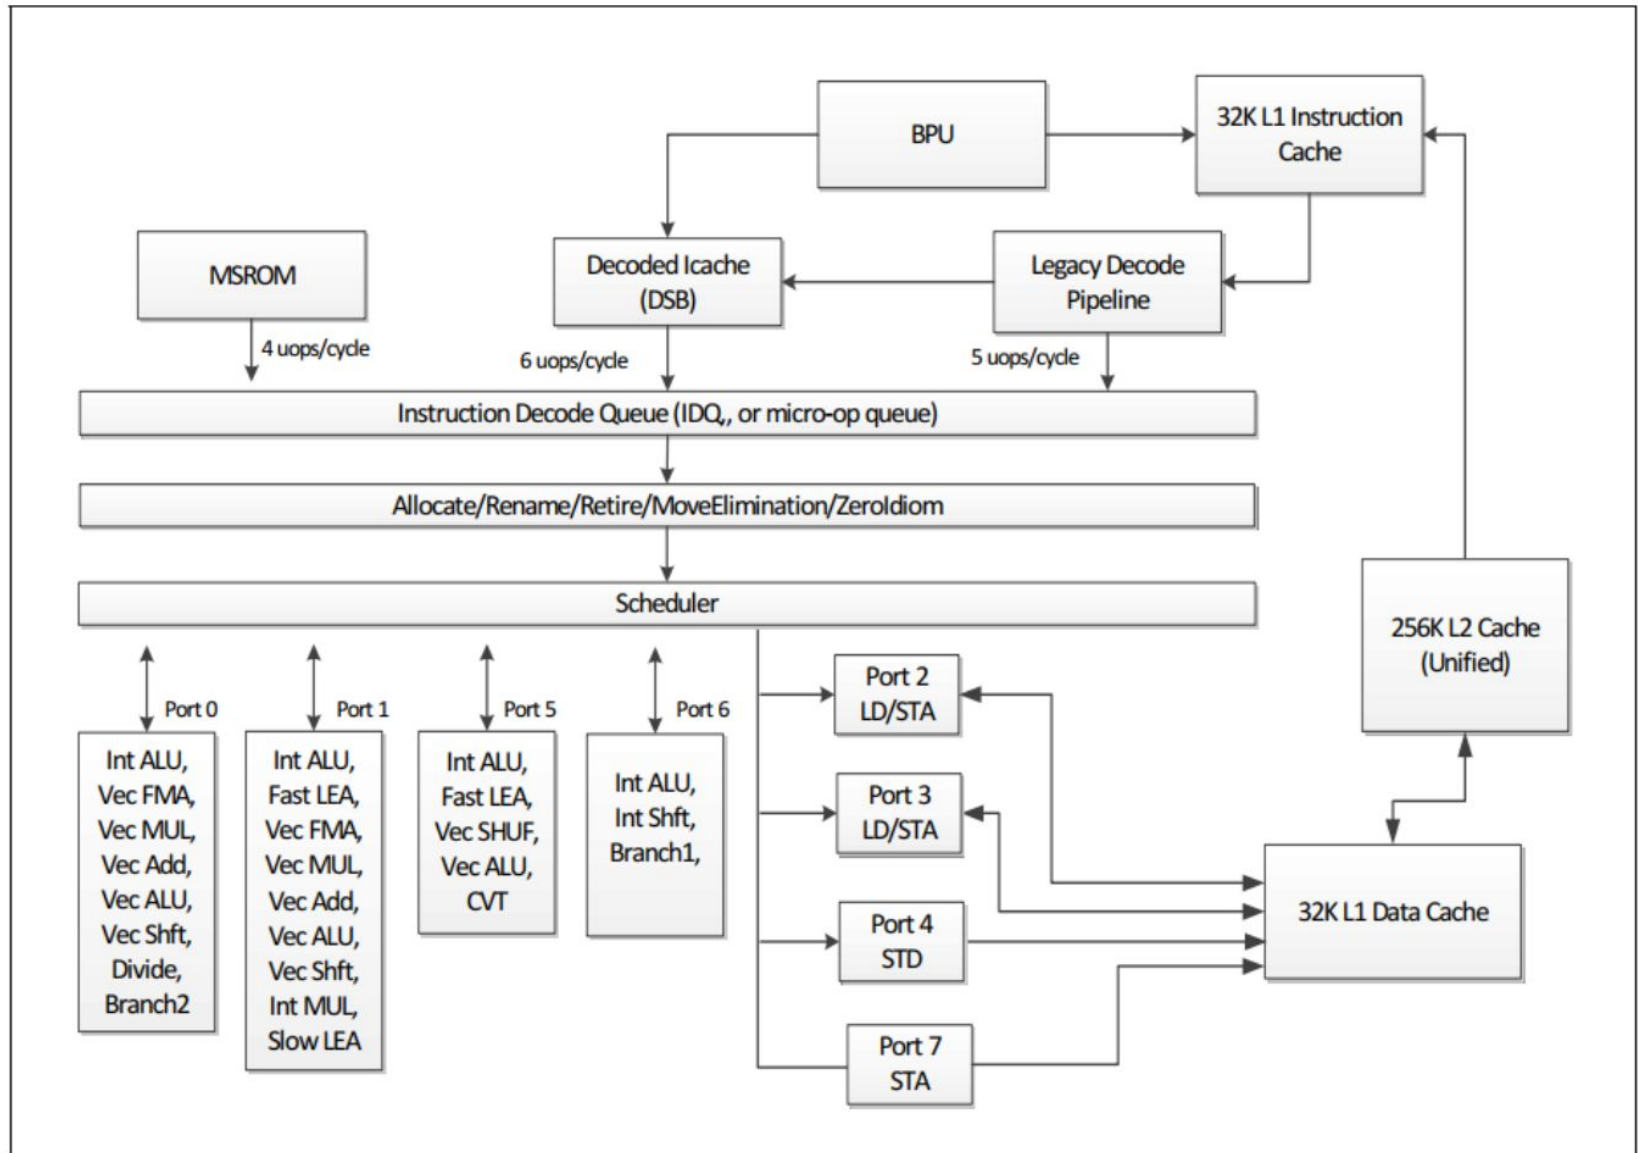 BPU
32K L1 Instruction
Cache
MSROM
Decoded Icache
(DSB)
Legacy Decode
Pipeline
4 uops/cycle
6 uops/cycle
5 uops/cycle
Instruction Decode Queue (IDQ,, or micro-op queue)
Allocate/Rename/Retire/MoveElimination/ZeroIdiom
Scheduler
256K L2 Cache
(Unified)
Port 0
Int ALU,
Vec FMA,
Vec MUL,
Vec Add,
Vec ALU,
Vec Shft,
Divide,
Branch2
Port 1
Int ALU,
Fast LEA,
Vec FMA,
Vec MUL,
Vec Add,
Vec ALU,
Vec Shft,
Int MUL,
Slow LEA
Port 5
Int ALU,
Fast LEA,
Vec SHUF,
Vec ALU,
CVT
Port 6
Int ALU,
Int Shft,
Branch1,
Port 2
LD/STA
Port 3
LD/STA
Port 4
STD
Port 7
STA
32K L1 Data Cache